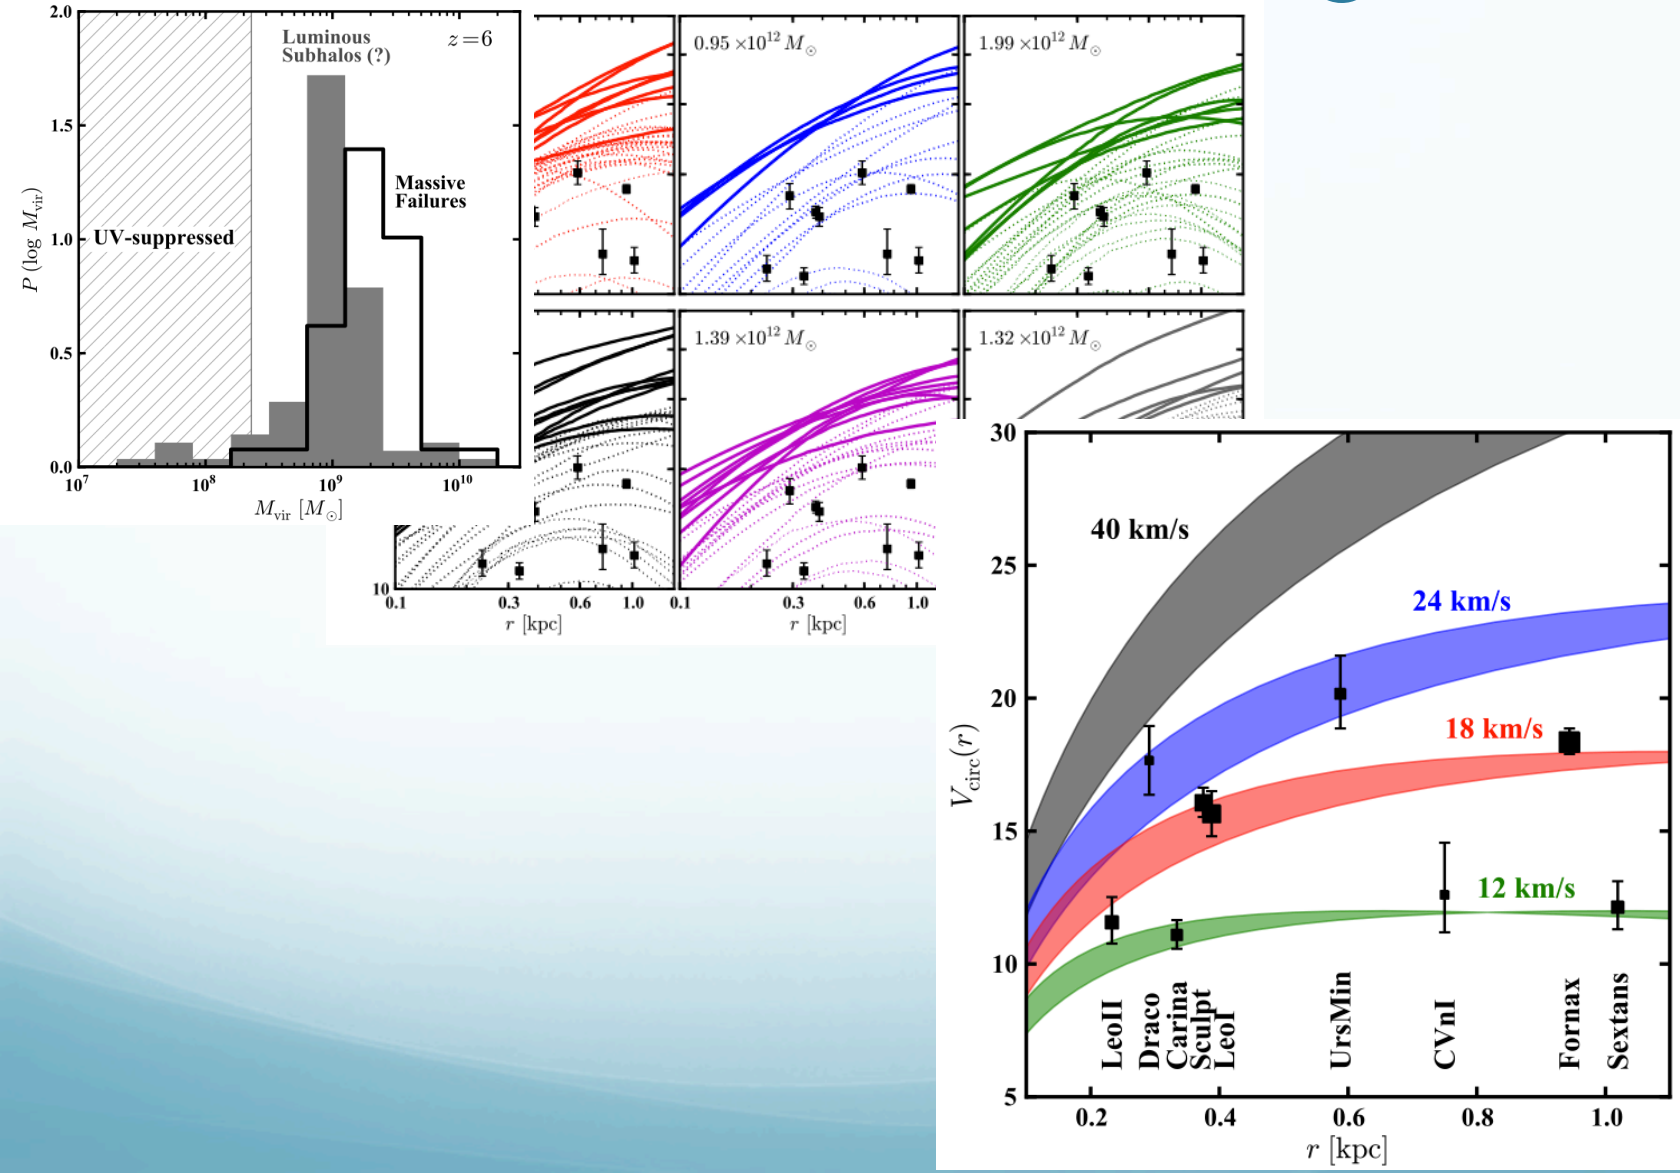 2.0
1.5
1.0
0.5
0.0
P (log M_vir)
Luminous
Subhalos (?)
z=6
Massive
Failures
UV-suppressed
10^7
10^8
10^9
10^10
M_vir [M_⊙]
0.95 ×10^12 M_⊙
1.99 ×10^12 M_⊙
1.39 ×10^12 M_⊙
1.32 ×10^12 M_⊙
10
0.1
0.3
0.6
1.0
r [kpc]
0.1
0.3
0.6
1.0
r [kpc]
30
25
20
15
10
5
V_circ(r)
40 km/s
24 km/s
18 km/s
12 km/s
LeoII
Draco
Carina
Sculpt
LeoI
UrsMin
CVnI
Fornax
Sextans
0.2
0.4
0.6
0.8
1.0
r [kpc]